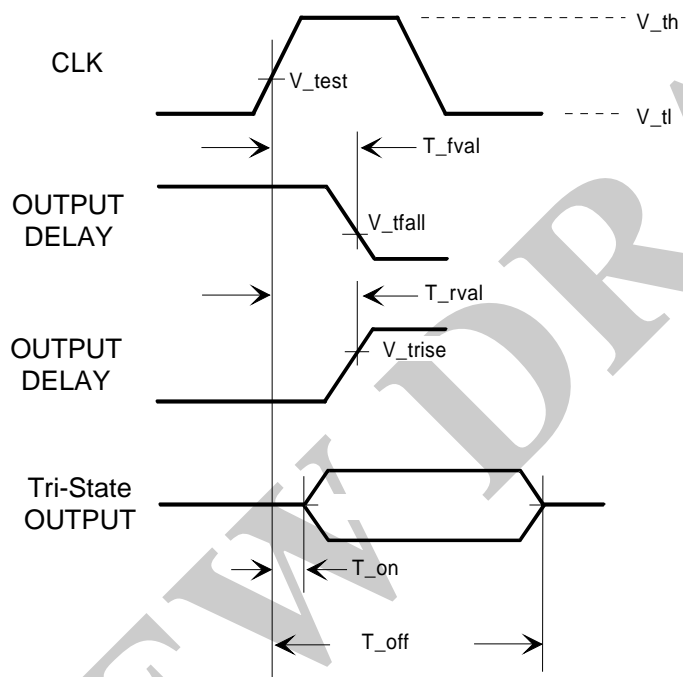 V_th
CLK
V_test
V_tl
T_fval
OUTPUT
DELAY
V_tfall
T_rval
OUTPUT
DELAY
V_trise
Tri-State
OUTPUT
T_on
T_off